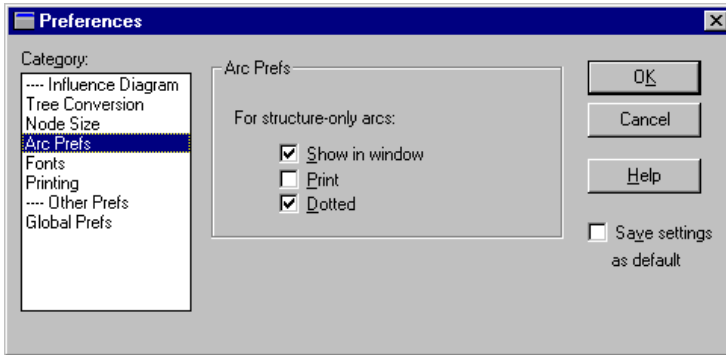 Preferences
Category:
---- Influence Diagram
Tree Conversion
Node Size
Arc Prefs
Fonts
Printing
---- Other Prefs
Global Prefs
Arc Prefs
For structure-only arcs:
Show in window
Print
Dotted
OK
Cancel
Help
Save settings
as default